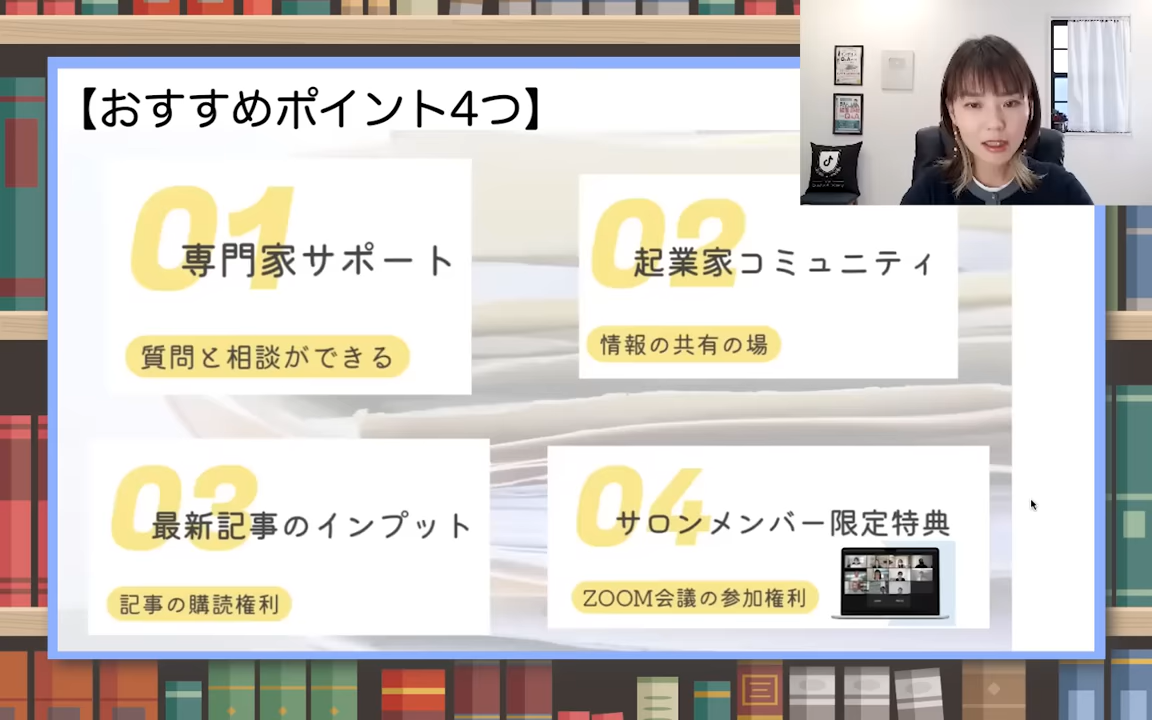 【おすすめポイント4つ】
01
専門家サポート
質問と相談ができる
02
起業家コミュニティ
情報の共有の場
03
最新記事のインプット
記事の購読権利
04
サロンメンバー限定特典
ZOOM会議の参加権利